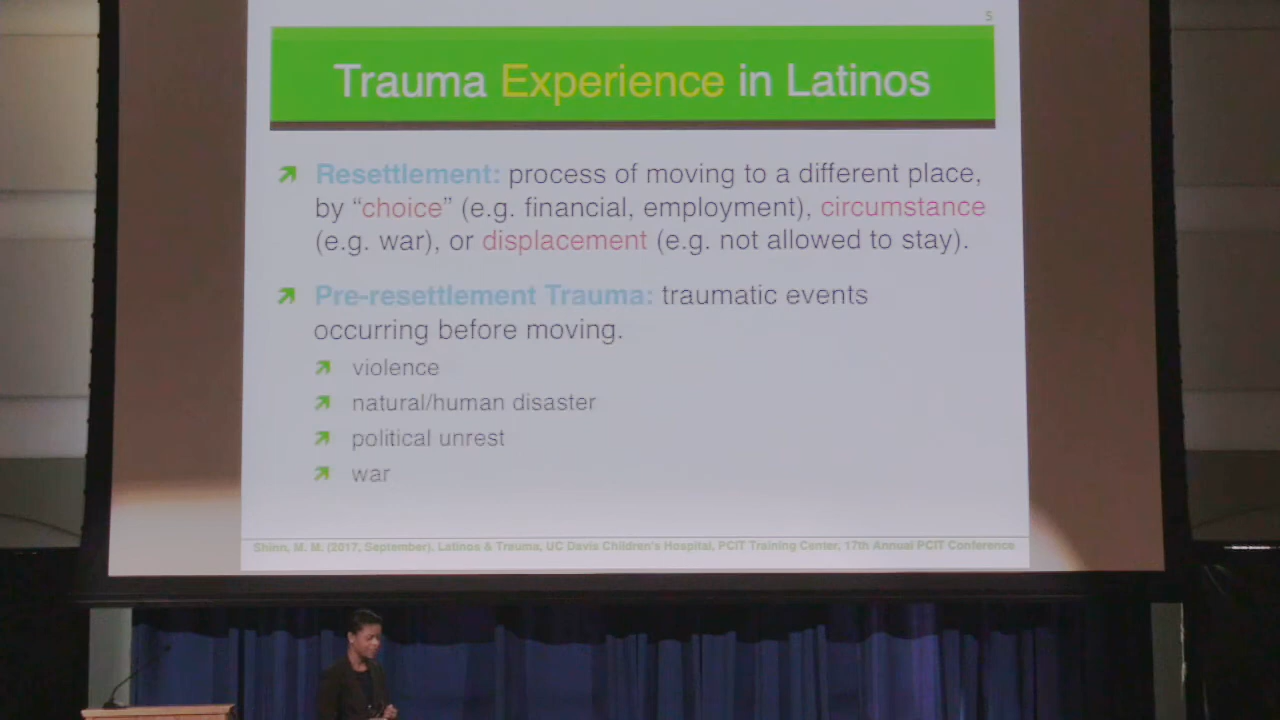 5
Trauma Experience in Latinos
Resettlement: process of moving to a different place,
by “choice” (e.g. financial, employment), circumstance
(e.g. war), or displacement (e.g. not allowed to stay).
Pre-resettlement Trauma: traumatic events
occurring before moving.
violence
natural/human disaster
political unrest
war
Shinn, M. M. (2017, September). Latinos & Trauma, UC Davis Children's Hospital, PCIT Training Center, 17th Annual PCIT Conference